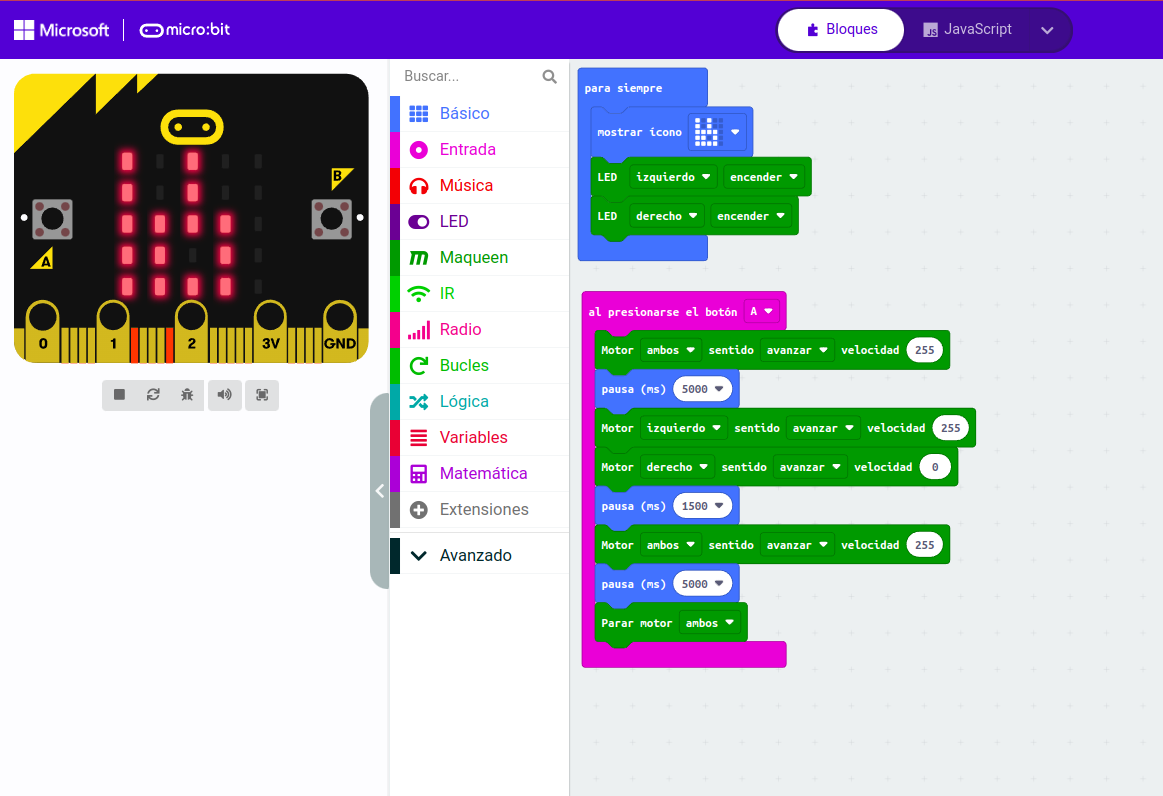 Microsoft
micro:bit
Bloques
JavaScript
B
A
0 1 2 3V GND
Buscar...
Básico
Entrada
Música
LED
Maqueen
IR
Radio
Bucles
Lógica
Variables
Matemática
Extensiones
Avanzado
para siempre
mostrar icono
LED izquierdo encender
LED derecho encender
al presionarse el botón A
Motor ambos sentido avanzar velocidad 255
pausa (ms) 5000
Motor izquierdo sentido avanzar velocidad 255
Motor derecho sentido avanzar velocidad 0
pausa (ms) 1500
Motor ambos sentido avanzar velocidad 255
pausa (ms) 5000
Parar motor ambos